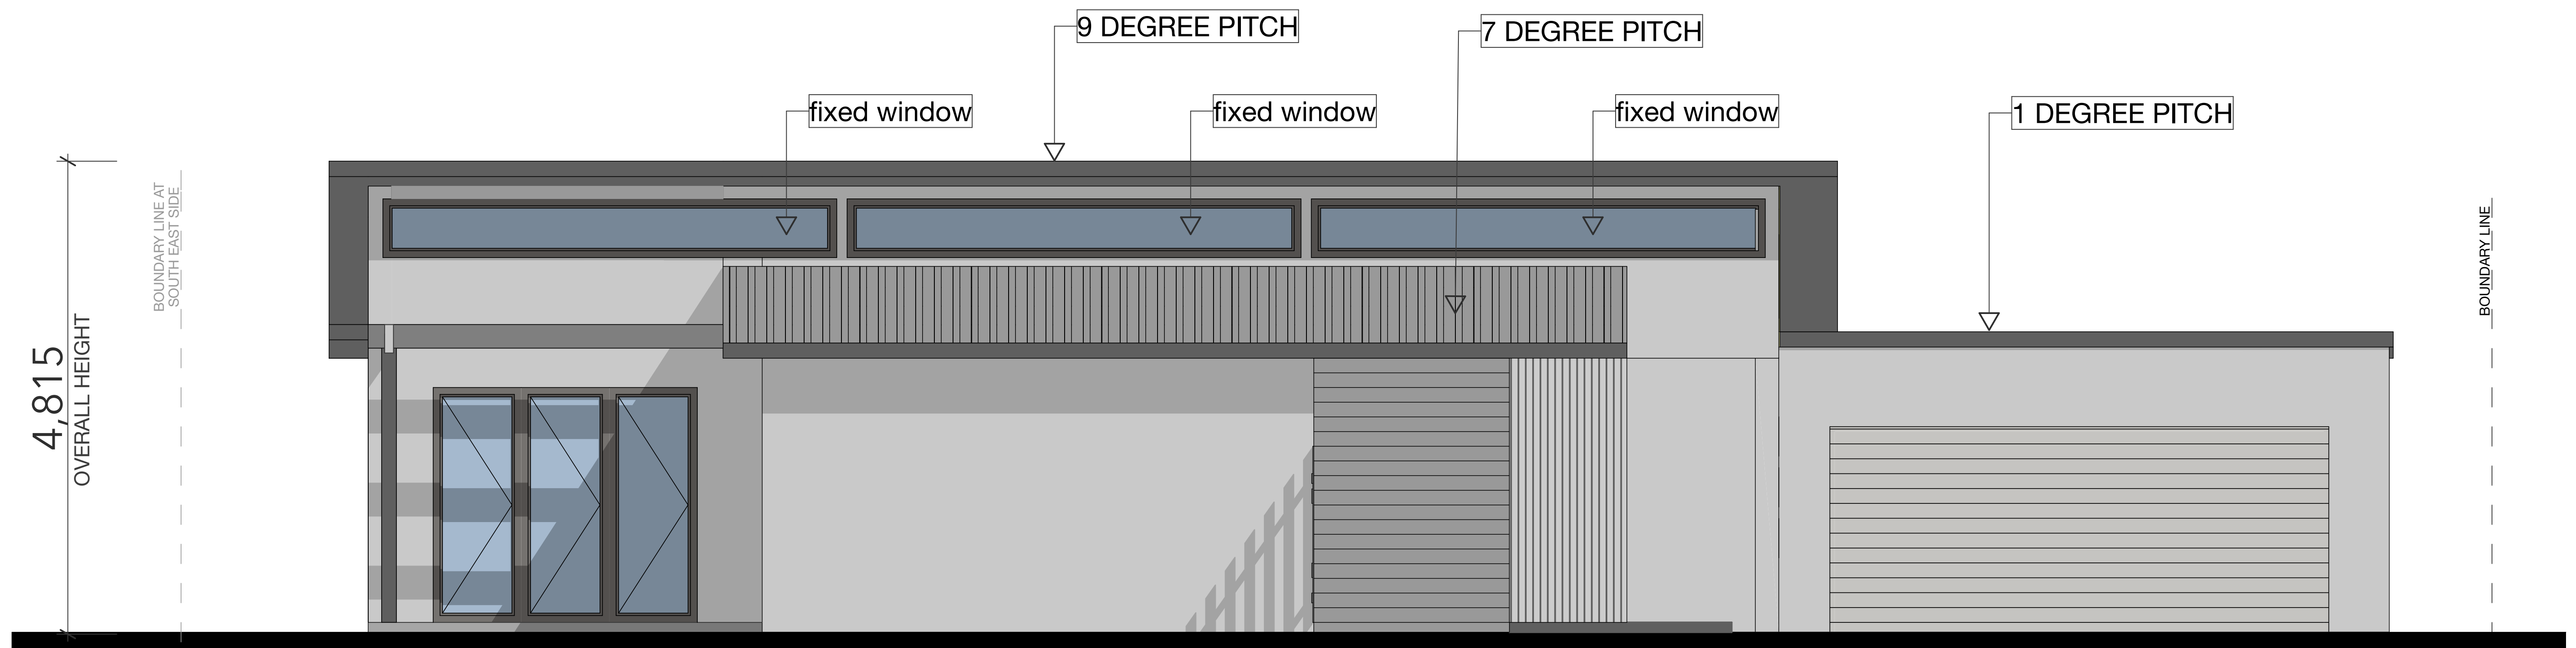 9 DEGREE PITCH
7 DEGREE PITCH
fixed window
fixed window
fixed window
1 DEGREE PITCH
BOUNDARY LINE AT
SOUTH EAST SIDE
BOUNDARY LINE
4,815
OVERALL HEIGHT